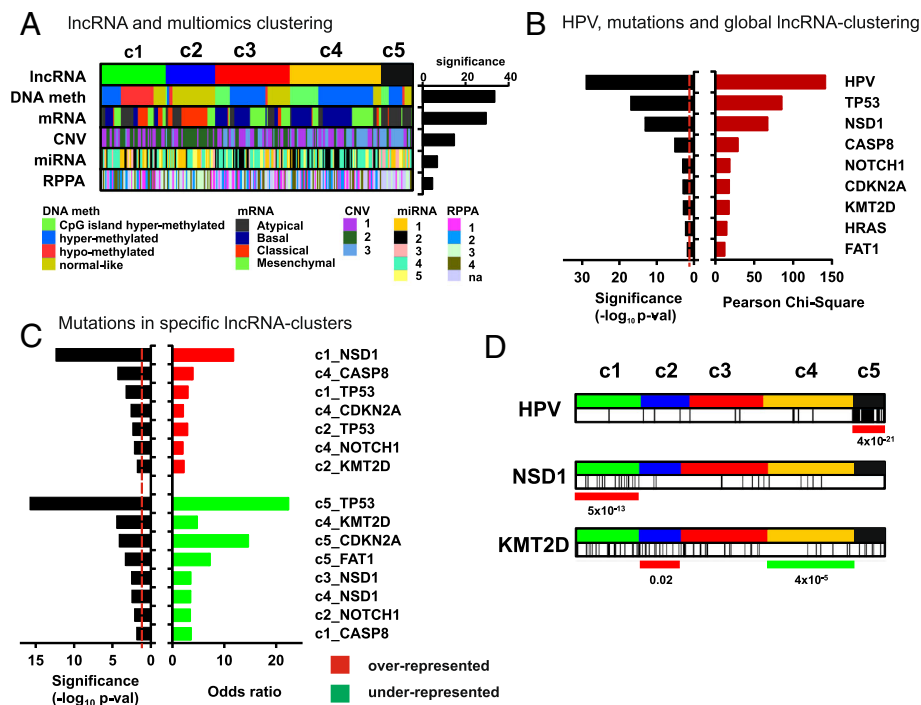 A lncRNA and multiomics clustering
c1 c2 c3 c4 c5
significance
0 20 40
lncRNA
DNA meth
mRNA
CNV
miRNA
RPPA
DNA meth
CpG island hyper-methylated
hyper-methylated
hypo-methylated
normal-like
mRNA
Atypical
Basal
Classical
Mesenchymal
CNV
1
2
3
miRNA
1
2
3
4
5
RPPA
1
2
3
4
na
B HPV, mutations and global lncRNA-clustering
HPV
TP53
NSD1
CASP8
NOTCH1
CDKN2A
KMT2D
HRAS
FAT1
30 20 10 0 0 50 100 150
Significance
(-log10 p-val)
Pearson Chi-Square
C Mutations in specific lncRNA-clusters
c1_NSD1
c4_CASP8
c1_TP53
c4_CDKN2A
c2_TP53
c4_NOTCH1
c2_KMT2D
c5_TP53
c4_KMT2D
c5_CDKN2A
c5_FAT1
c3_NSD1
c4_NSD1
c2_NOTCH1
c1_CASP8
15 10 5 0 0 10 20 30
Significance
(-log10 p-val)
Odds ratio
over-represented
under-represented
D
c1 c2 c3 c4 c5
HPV
4x10-21
NSD1
5x10-13
KMT2D
0.02 4x10-5